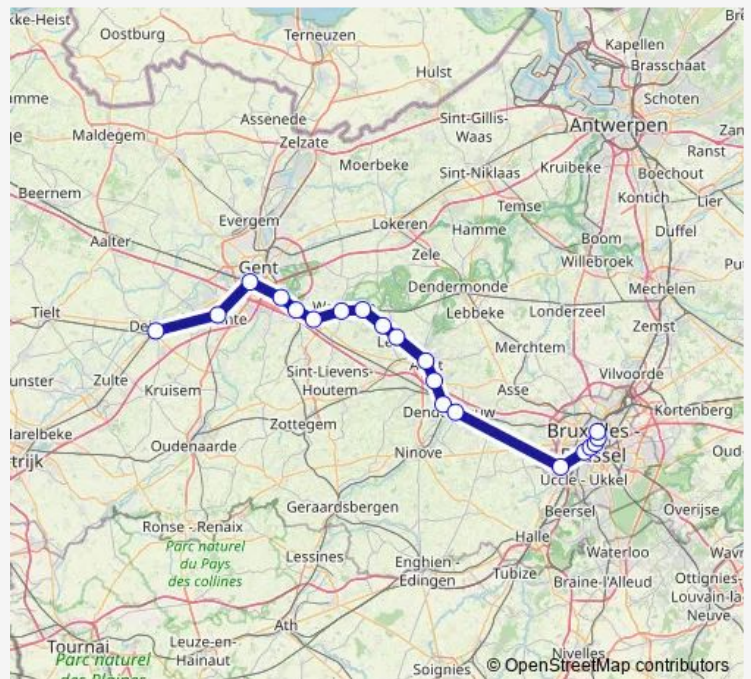 kke-Heist
Oostburg
Terneuzen
Kapellen
Brasschaat
Hulst
Schoten
Assenede
Sint-Gillis-
Waas
Antwerpen
Maldegem
Zelzate
Moerbeke
Ranst
Kruibeke
Boechout
Sint-Niklaas
Beernem
Temse
Kontich
Lier
Evergem
Lokeren
Hamme
Duffel
Aalter
Boom
Zele
Willebroek
Gent
Dendermonde
Mechelen
Tielt
Lebbeke
Londerzeel
Zemst
Merchtem
Vilvoorde
Zulte
Kruisem
Sint-Lievens-
Houtem
Asse
Kortenberg
Zottegem
Oudenaarde
Ninove
Uccle - Ukkel
Geraardsbergen
Beersel
Overijse
Ronse - Renaix
Halle
Parc naturel
du Pays
des collines
Lessines
Enghien -
Edingen
Waterloo
Tubize
Braine-l'Alleud
Ottignies-
Louvain-la-
Neuve
Ath
Tournai
Leuze-en-
Hainaut
Parc naturel
Soignies
Nivelles
© OpenStreetMap contributors